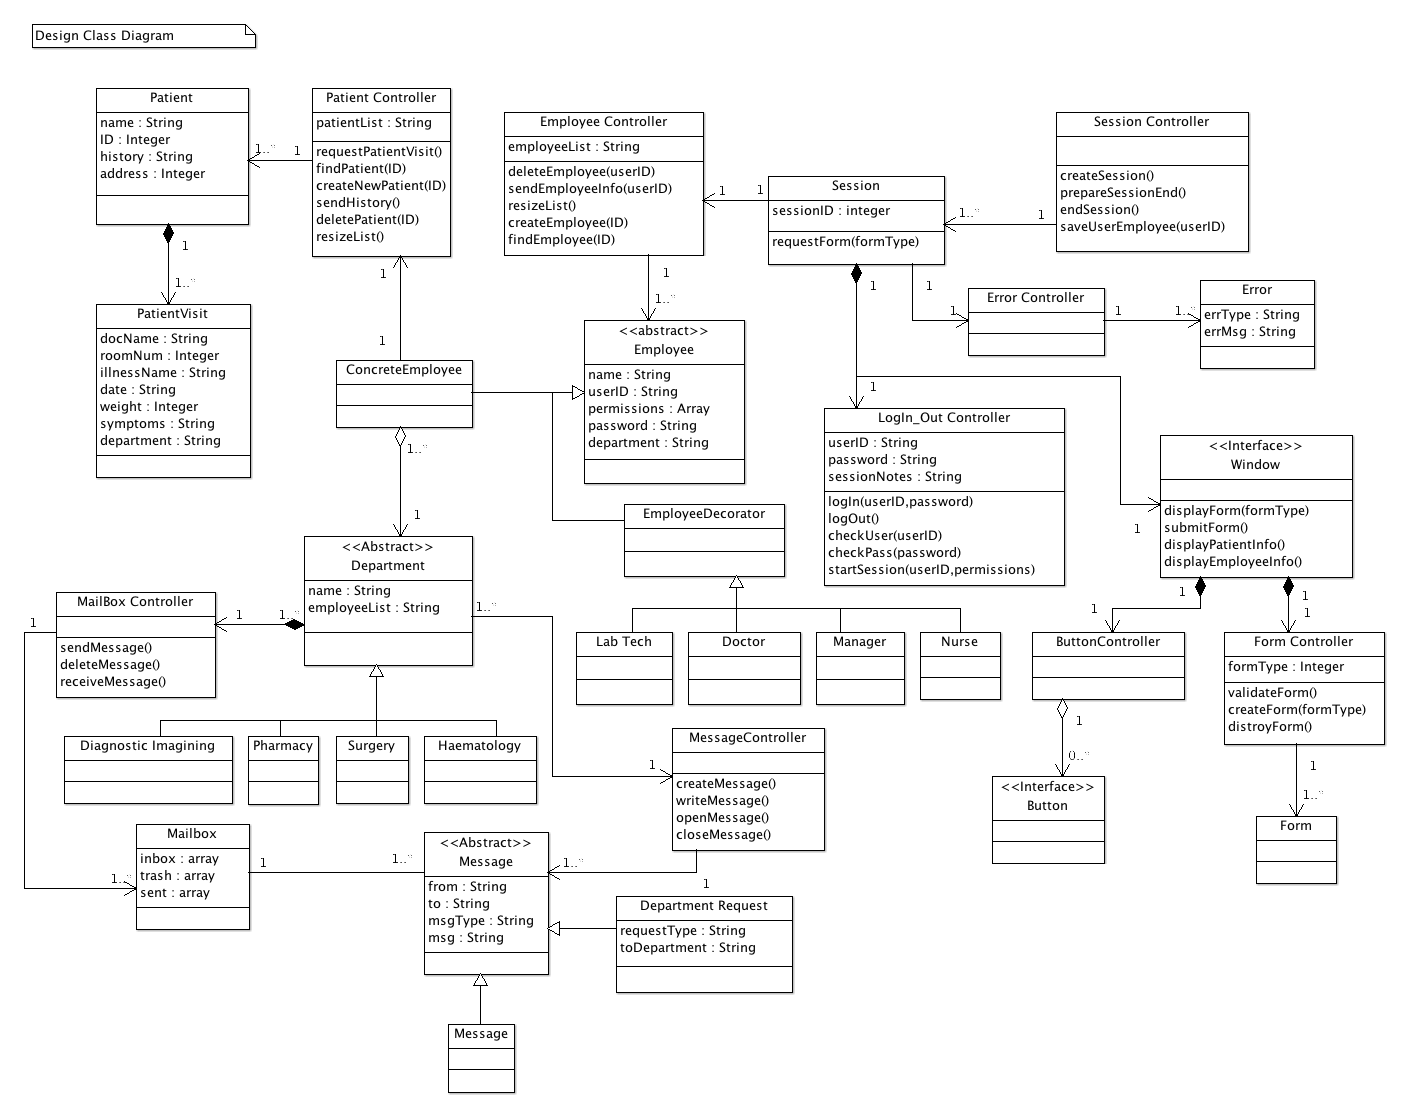 Design Class Diagram
Patient
name : String
ID : Integer
history : String
address : Integer
1..*
1
Patient Controller
patientList : String
requestPatientVisit()
findPatient(ID)
createNewPatient(ID)
sendHistory()
deletePatient(ID)
resizeList()
Employee Controller
employeeList : String
deleteEmployee(userID)
sendEmployeeInfo(userID)
resizeList()
createEmployee(ID)
findEmployee(ID)
1
1
Session
sessionID : integer
requestForm(formType)
1..*
1
Session Controller
createSession()
prepareSessionEnd()
endSession()
saveUserEmployee(userID)
1
1..*
PatientVisit
docName : String
roomNum : Integer
illnessName : String
date : String
weight : Integer
symptoms : String
department : String
1
1
ConcreteEmployee
1
1..*
<<abstract>>
Employee
name : String
userID : String
permissions : Array
password : String
department : String
1
1
1
Error Controller
1
1..*
Error
errType : String
errMsg : String
1
LogIn_Out Controller
userID : String
password : String
sessionNotes : String
logIn(userID,password)
logOut()
checkUser(userID)
checkPass(password)
startSession(userID,permissions)
1
<<Interface>>
Window
displayForm(formType)
submitForm()
displayPatientInfo()
displayEmployeeInfo()
1..*
1
EmployeeDecorator
<<Abstract>>
Department
name : String
employeeList : String
1..*
1
1..*
MailBox Controller
sendMessage()
deleteMessage()
receiveMessage()
1
Lab Tech
Doctor
Manager
Nurse
1
1
1
1
ButtonController
Form Controller
formType : Integer
validateForm()
createForm(formType)
distroyForm()
Diagnostic Imagining
Pharmacy
Surgery
Haematology
1
MessageController
createMessage()
writeMessage()
openMessage()
closeMessage()
1
0..*
<<Interface>>
Button
1
1..*
Form
1..*
Mailbox
inbox : array
trash : array
sent : array
1
1..*
<<Abstract>>
Message
from : String
to : String
msgType : String
msg : String
1..*
1
Department Request
requestType : String
toDepartment : String
Message